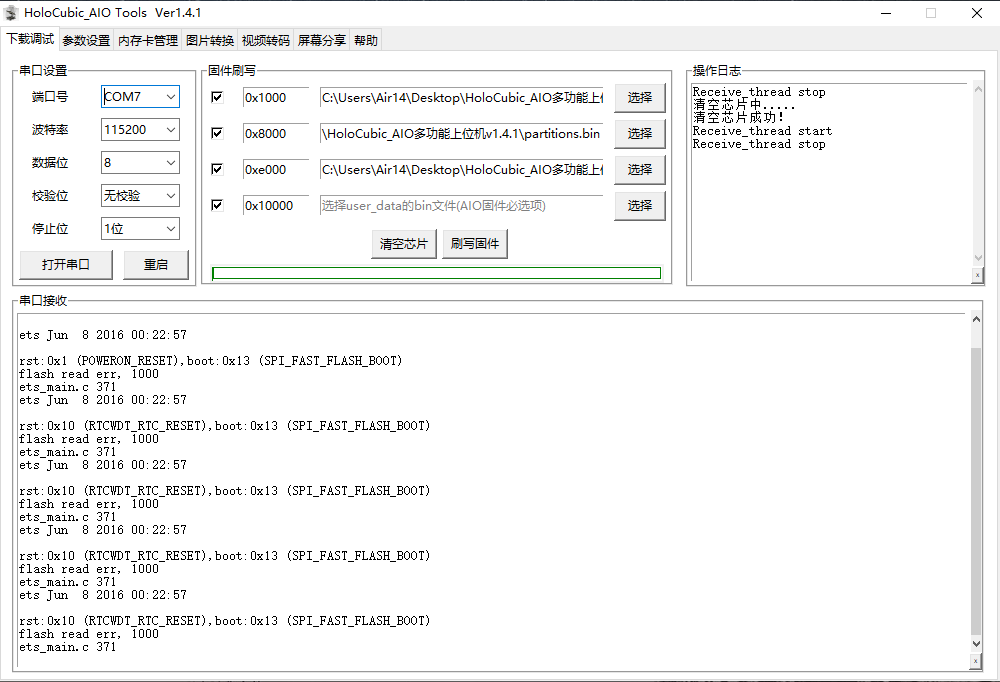 HoloCubic_AIO Tools  Ver1.4.1
下载调试 参数设置 内存卡管理 图片转换 视频转码 屏幕分享 帮助
串口设置
端口号 COM7
波特率 115200
数据位 8
校验位 无校验
停止位 1位
打开串口 重启
固件刷写
0x1000 C:\Users\Air14\Desktop\HoloCubic_AIO多功能上位 选择
0x8000 \HoloCubic_AIO多功能上位机v1.4.1\partitions.bin 选择
0xe000 C:\Users\Air14\Desktop\HoloCubic_AIO多功能上位 选择
0x10000 选择user_data的bin文件(AIO固件必选项) 选择
清空芯片 刷写固件
操作日志
Receive_thread stop
清空芯片中.....
清空芯片成功!
Receive_thread start
Receive_thread stop
x
串口接收
ets Jun  8 2016 00:22:57
rst:0x1 (POWERON_RESET),boot:0x13 (SPI_FAST_FLASH_BOOT)
flash read err, 1000
ets_main.c 371
ets Jun  8 2016 00:22:57
rst:0x10 (RTCWDT_RTC_RESET),boot:0x13 (SPI_FAST_FLASH_BOOT)
flash read err, 1000
ets_main.c 371
ets Jun  8 2016 00:22:57
rst:0x10 (RTCWDT_RTC_RESET),boot:0x13 (SPI_FAST_FLASH_BOOT)
flash read err, 1000
ets_main.c 371
ets Jun  8 2016 00:22:57
rst:0x10 (RTCWDT_RTC_RESET),boot:0x13 (SPI_FAST_FLASH_BOOT)
flash read err, 1000
ets_main.c 371
ets Jun  8 2016 00:22:57
rst:0x10 (RTCWDT_RTC_RESET),boot:0x13 (SPI_FAST_FLASH_BOOT)
flash read err, 1000
ets_main.c 371
x